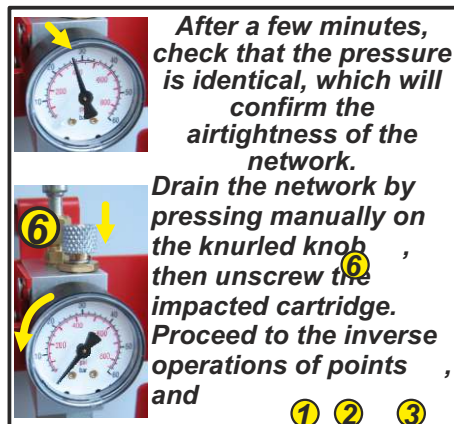 After a few minutes,
check that the pressure
is identical, which will
confirm the
airtightness of the
network.
6
Drain the network by
pressing manually on
the knurled knob 6 ,
then unscrew the
impacted cartridge.
Proceed to the inverse
operations of points ,
and
1 2 3